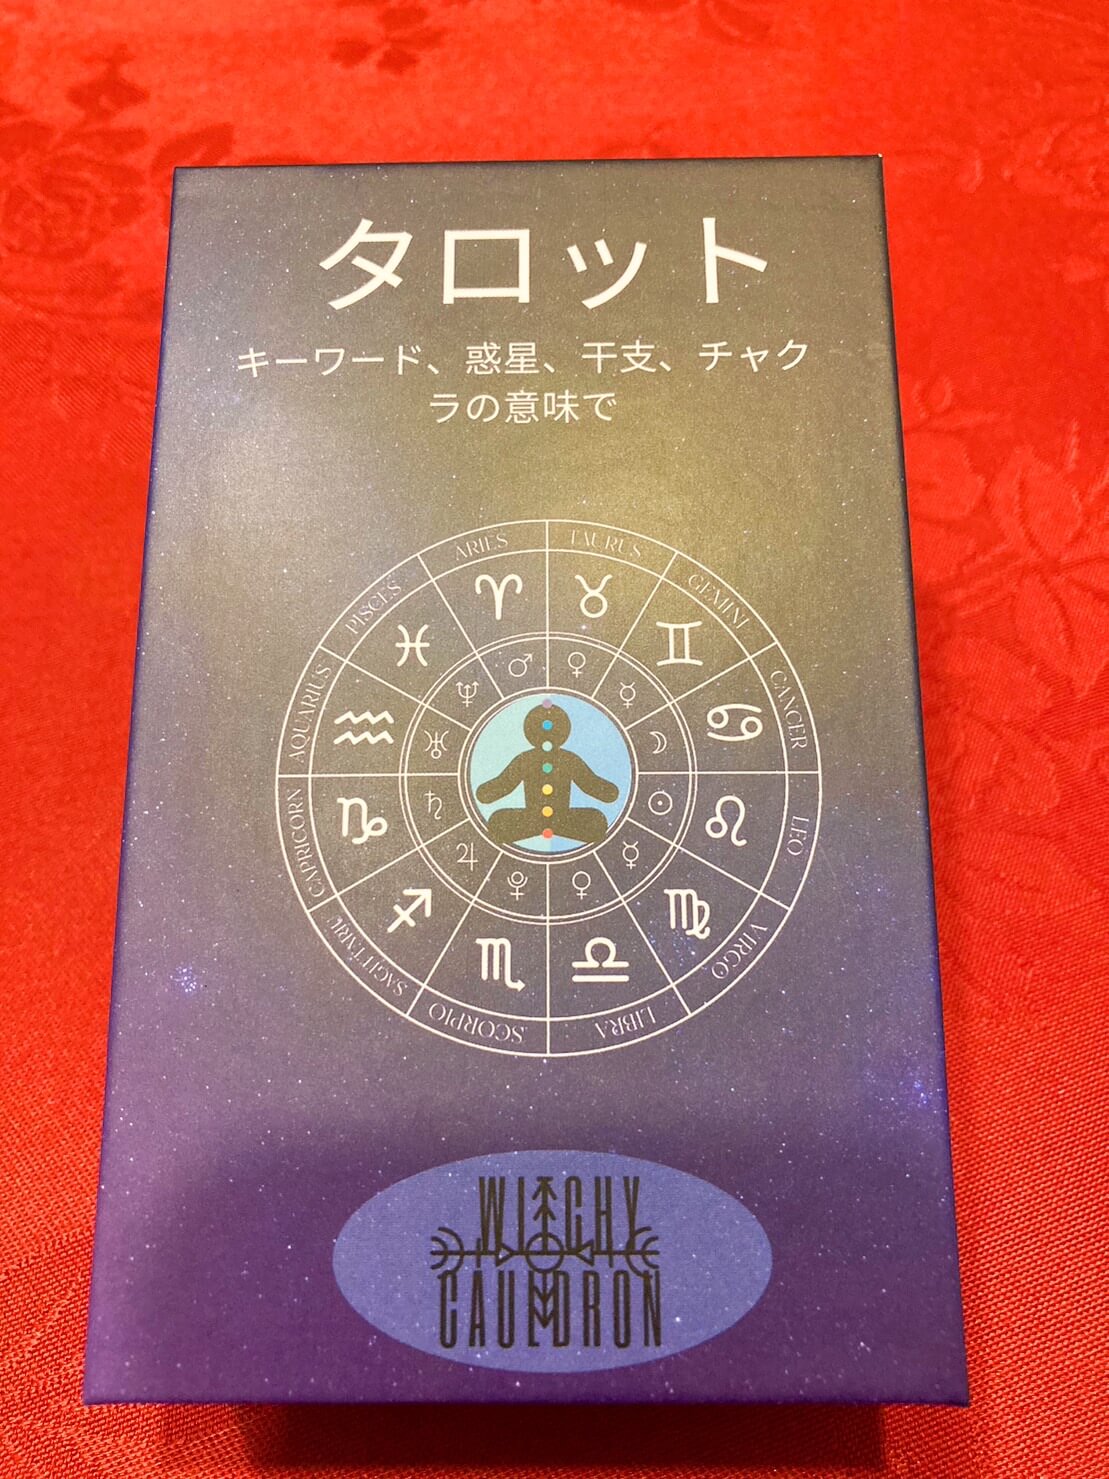 タロット
キーワード、惑星、干支、チャク
ラの意味で
ARIES
TAURUS
GEMINI
CANCER
LEO
VIRGO
LIBRA
SCORPIO
SAGITTARIU
CAPRICORN
AQUARIUS
PISCES
WITCHY
CAULDRON